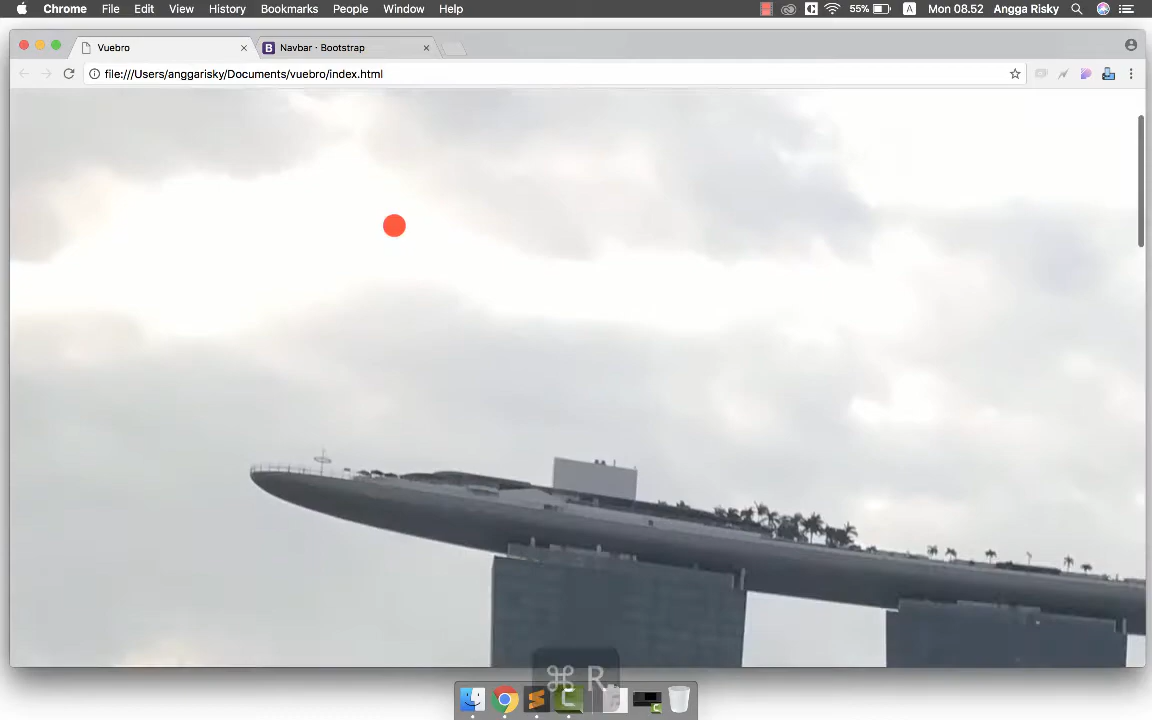 Chrome File Edit View History Bookmarks People Window Help 55% A Mon 08.52 Angga Risky
Vuebro
B Navbar · Bootstrap
file:///Users/anggarisky/Documents/vuebro/index.html
⌘ R